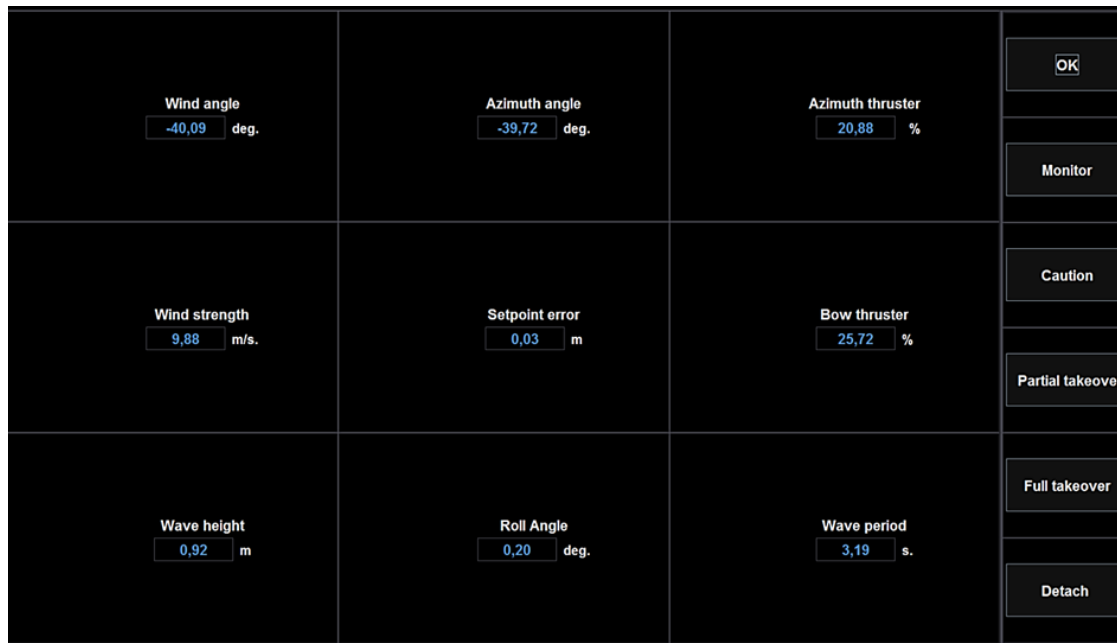 Wind angle
-40,09 deg.
Azimuth angle
-39,72 deg.
Azimuth thruster
20,88 %
OK
Monitor
Wind strength
9,88 m/s.
Setpoint error
0,03 m
Bow thruster
25,72 %
Caution
Partial takeove
Wave height
0,92 m
Roll Angle
0,20 deg.
Wave period
3,19 s.
Full takeover
Detach